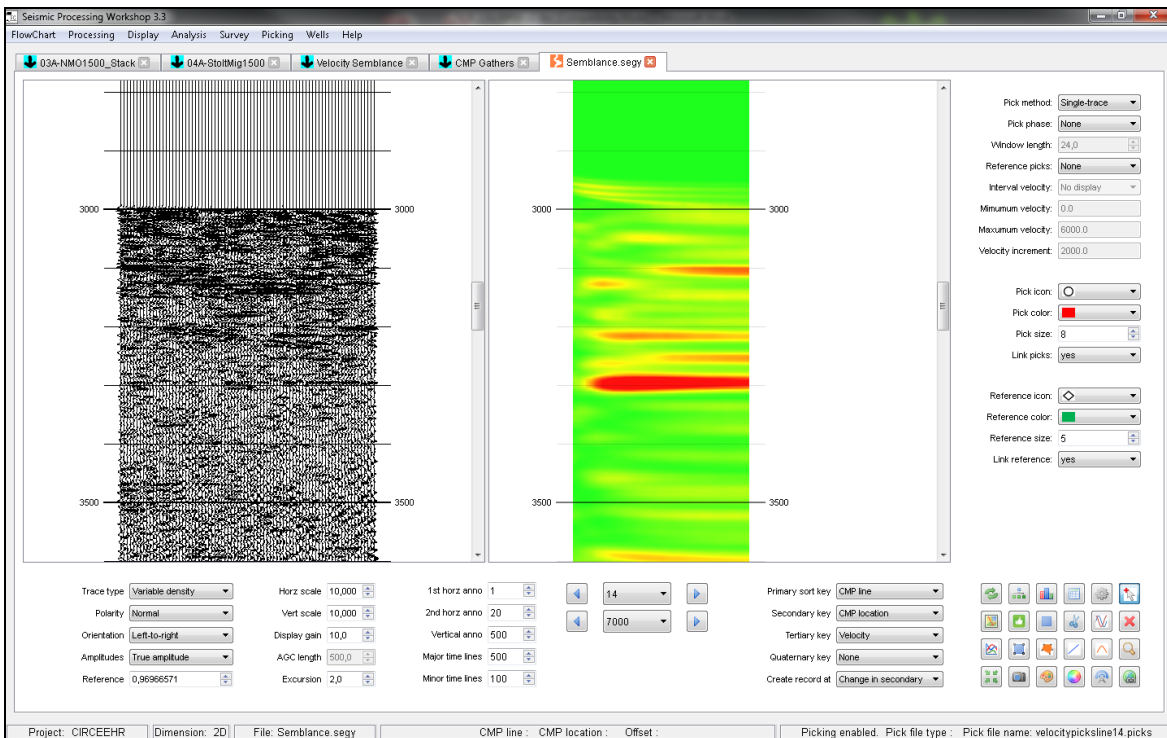 Seismic Processing Workshop 3.3
FlowChart Processing Display Analysis Survey Picking Wells Help
03A-NMO1500_Stack 04A-StoltMig1500 Velocity Semblance CMP Gathers Semblance.segy
3000 3000 3000 3000
3500 3500 3500 3500
Pick method: Single-trace
Pick phase: None
Window length: 24,0
Reference picks: None
Interval velocity: No display
Mimumum velocity: 0.0
Maxumum velocity: 6000.0
Velocity increment: 2000.0
Pick icon:
Pick color:
Pick size: 8
Link picks: yes
Reference icon:
Reference color:
Reference size: 5
Link reference: yes
Trace type Variable density Horz scale 10,000 1st horz anno 1 14 Primary sort key CMP line
Polarity Normal Vert scale 10,000 2nd horz anno 20 7000 Secondary key CMP location
Orientation Left-to-right Display gain 10,0 Vertical anno 500 Tertiary key Velocity
Amplitudes True amplitude AGC length 500,0 Major time lines 500 Quaternary key None
Reference 0,96966571 Excursion 2,0 Minor time lines 100 Create record at Change in secondary
Project: CIRCEEHR Dimension: 2D File: Semblance.segy CMP line : CMP location : Offset : Picking enabled. Pick file type : Pick file name: velocitypicksline14.picks